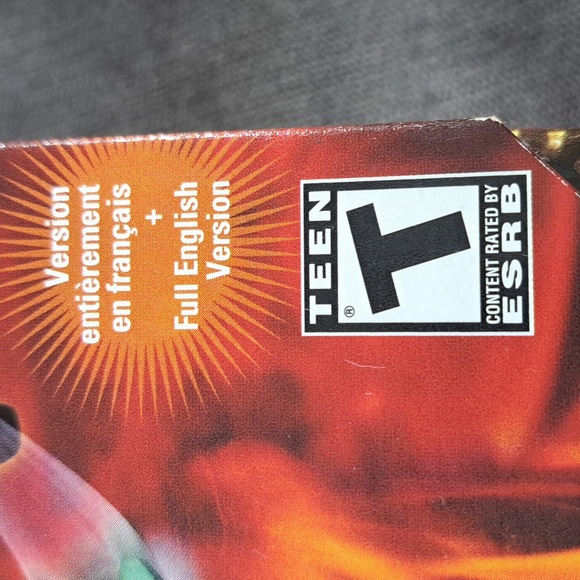 Version
entièrement
en français
+
Full English
Version
TEEN
T
®
CONTENT RATED BY
ESRB